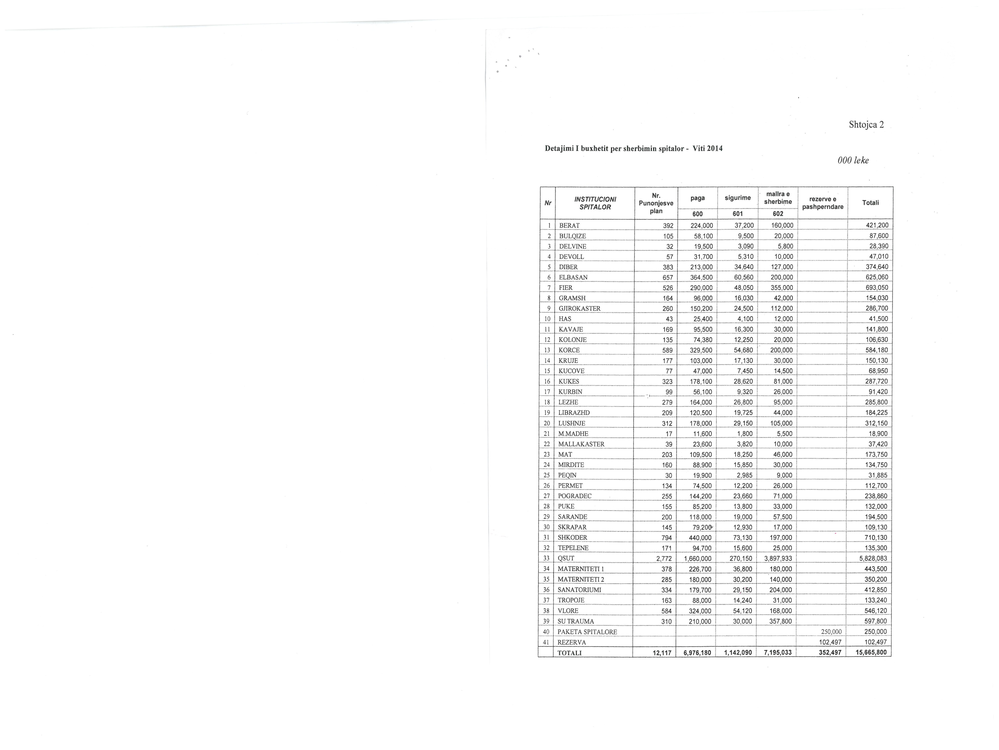 Shtojca 2
Detajimi I buxhetit per sherbimin spitalor - Viti 2014
000 leke
Nr INSTITUCIONI SPITALOR Nr. Punonjesve plan paga sigurime mallra e sherbime rezerve e pashperndare Totali
600 601 602
1 BERAT 392 224,000 37,200 160,000 421,200
2 BULQIZE 105 58,100 9,500 20,000 87,600
3 DELVINE 32 19,500 3,090 5,800 28,390
4 DEVOLL 57 31,700 5,310 10,000 47,010
5 DIBER 383 213,000 34,640 127,000 374,640
6 ELBASAN 657 364,500 60,560 200,000 625,060
7 FIER 526 290,000 48,050 355,000 693,050
8 GRAMSH 164 96,000 16,030 42,000 154,030
9 GJIROKASTER 260 150,200 24,500 112,000 286,700
10 HAS 43 25,400 4,100 12,000 41,500
11 KAVAJE 169 95,500 16,300 30,000 141,800
12 KOLONJE 135 74,380 12,250 20,000 106,630
13 KORCE 589 329,500 54,680 200,000 584,180
14 KRUJE 177 103,000 17,130 30,000 150,130
15 KUCOVE 77 47,000 7,450 14,500 68,950
16 KUKES 323 178,100 28,620 81,000 287,720
17 KURBIN 99 56,100 9,320 26,000 91,420
18 LEZHE 279 164,000 26,800 95,000 285,800
19 LIBRAZHD 209 120,500 19,725 44,000 184,225
20 LUSHNJE 312 178,000 29,150 105,000 312,150
21 M.MADHE 17 11,600 1,800 5,500 18,900
22 MALLAKASTER 39 23,600 3,820 10,000 37,420
23 MAT 203 109,500 18,250 46,000 173,750
24 MIRDITE 160 88,900 15,850 30,000 134,750
25 PEQIN 30 19,900 2,985 9,000 31,885
26 PERMET 134 74,500 12,200 26,000 112,700
27 POGRADEC 255 144,200 23,660 71,000 238,860
28 PUKE 155 85,200 13,800 33,000 132,000
29 SARANDE 200 118,000 19,000 57,500 194,500
30 SKRAPAR 145 79,200 12,930 17,000 109,130
31 SHKODER 794 440,000 73,130 197,000 710,130
32 TEPELENE 171 94,700 15,600 25,000 135,300
33 QSUT 2,772 1,660,000 270,150 3,897,933 5,828,083
34 MATERNITETI 1 378 226,700 36,800 180,000 443,500
35 MATERNITETI 2 285 180,000 30,200 140,000 350,200
36 SANATORIUMI 334 179,700 29,150 204,000 412,850
37 TROPOJE 163 88,000 14,240 31,000 133,240
38 VLORE 584 324,000 54,120 168,000 546,120
39 SU TRAUMA 310 210,000 30,000 357,800 597,800
40 PAKETA SPITALORE 250,000 250,000
41 REZERVA 102,497 102,497
TOTALI 12,117 6,976,180 1,142,090 7,195,033 352,497 15,665,800